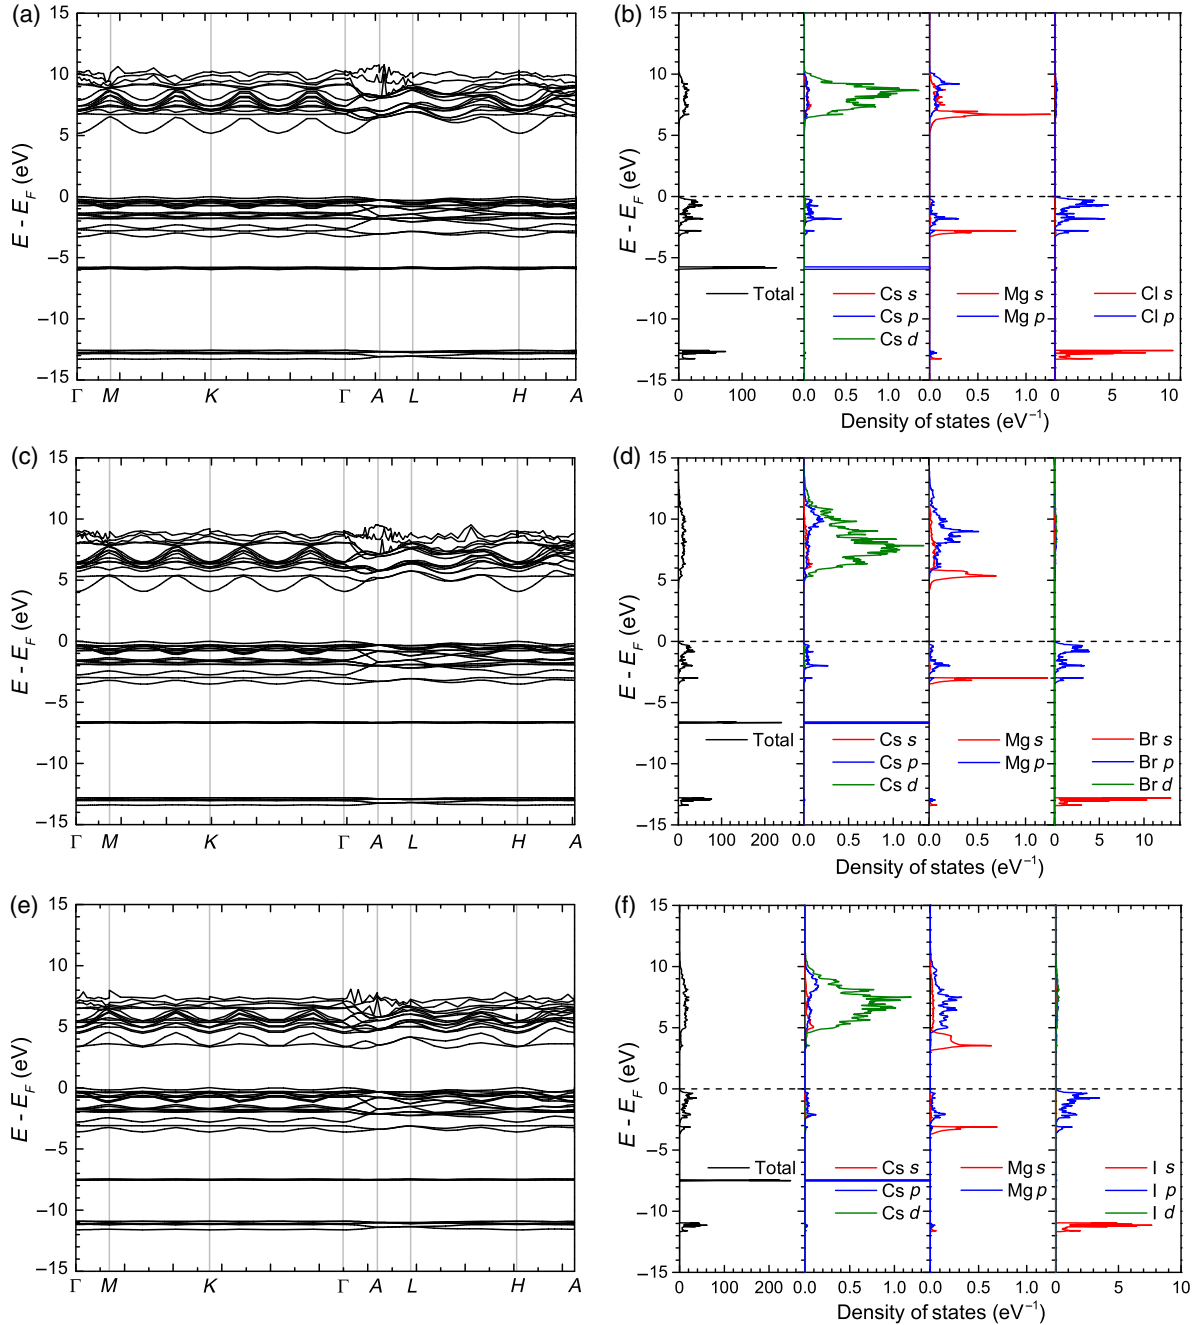 (a)
15
10
5
0
−5
−10
−15
E - E_F (eV)
Γ M K Γ A L H A
(b)
15
10
5
0
−5
−10
−15
E - E_F (eV)
Total
Cs s
Cs p
Cs d
Mg s
Mg p
Cl s
Cl p
0 100 0.0 0.5 1.0 0.0 0.5 1.0 0 5 10
Density of states (eV⁻¹)
(c)
15
10
5
0
−5
−10
−15
E - E_F (eV)
Γ M K Γ A L H A
(d)
15
10
5
0
−5
−10
−15
E - E_F (eV)
Total
Cs s
Cs p
Cs d
Mg s
Mg p
Br s
Br p
Br d
0 100 200 0.0 0.5 1.0 0.0 0.5 1.0 0 5 10
Density of states (eV⁻¹)
(e)
15
10
5
0
−5
−10
−15
E - E_F (eV)
Γ M K Γ A L H A
(f)
15
10
5
0
−5
−10
−15
E - E_F (eV)
Total
Cs s
Cs p
Cs d
Mg s
Mg p
I s
I p
I d
0 100 200 0.0 0.5 1.0 0.0 0.5 1.0 0 5 10
Density of states (eV⁻¹)